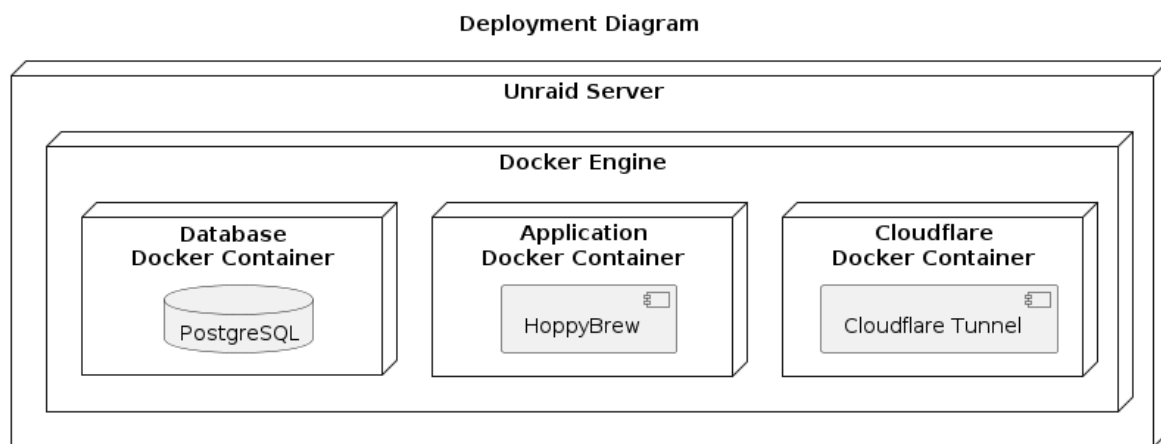 Deployment Diagram
Unraid Server
Docker Engine
Database
Docker Container
PostgreSQL
Application
Docker Container
HoppyBrew
Cloudflare
Docker Container
Cloudflare Tunnel